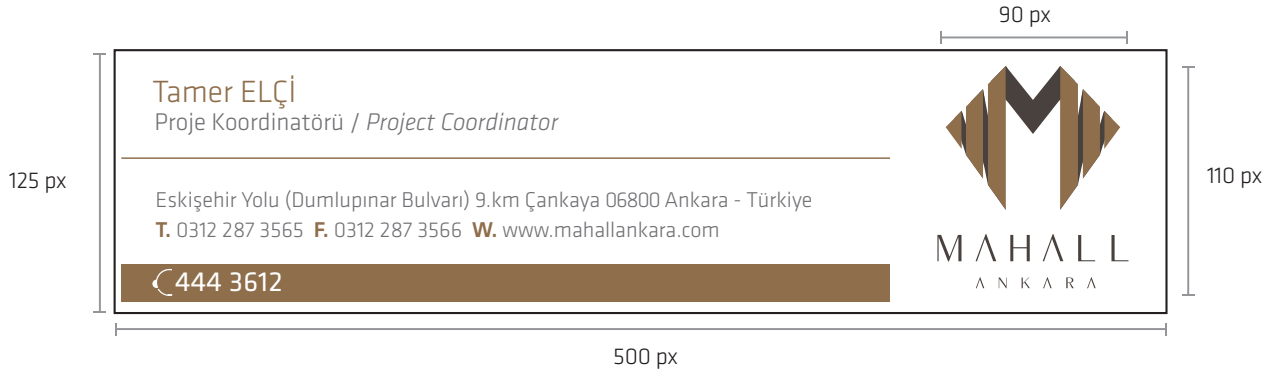 90 px
Tamer ELÇİ
Proje Koordinatörü / Project Coordinator
125 px
110 px
Eskişehir Yolu (Dumlupınar Bulvarı) 9.km Çankaya 06800 Ankara - Türkiye
T. 0312 287 3565 F. 0312 287 3566 W. www.mahallankara.com
MAHALL
ANKARA
444 3612
500 px